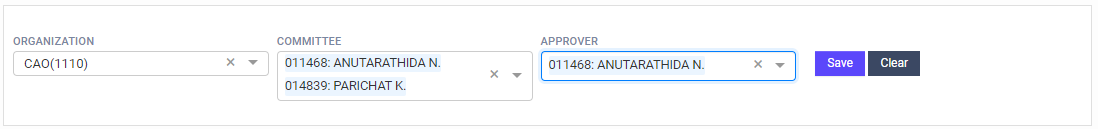 ORGANIZATION
CAO(1110)
COMMITTEE
011468: ANUTARATHIDA N.
014839: PARICHAT K.
APPROVER
011468: ANUTARATHIDA N.
Save
Clear